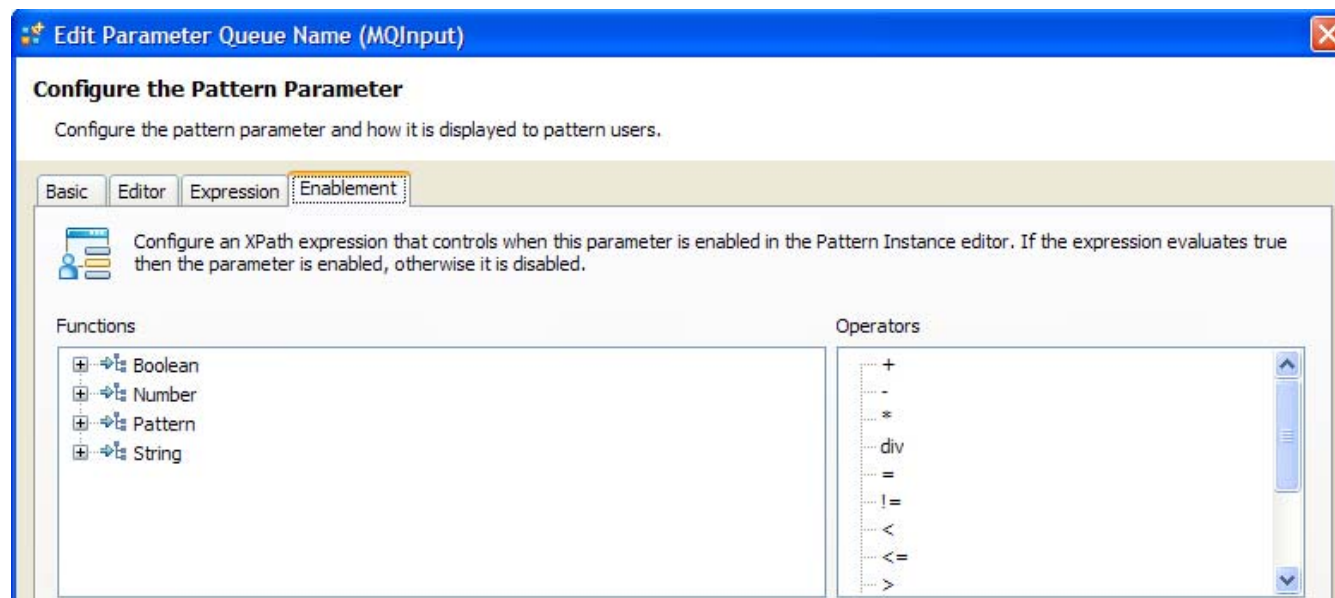 Edit Parameter Queue Name (MQInput)
Configure the Pattern Parameter
Configure the pattern parameter and how it is displayed to pattern users.
Basic Editor Expression Enablement
Configure an XPath expression that controls when this parameter is enabled in the Pattern Instance editor. If the expression evaluates true
then the parameter is enabled, otherwise it is disabled.
Functions
Boolean
Number
Pattern
String
Operators
+
-
*
div
=
!=
<
<=
>